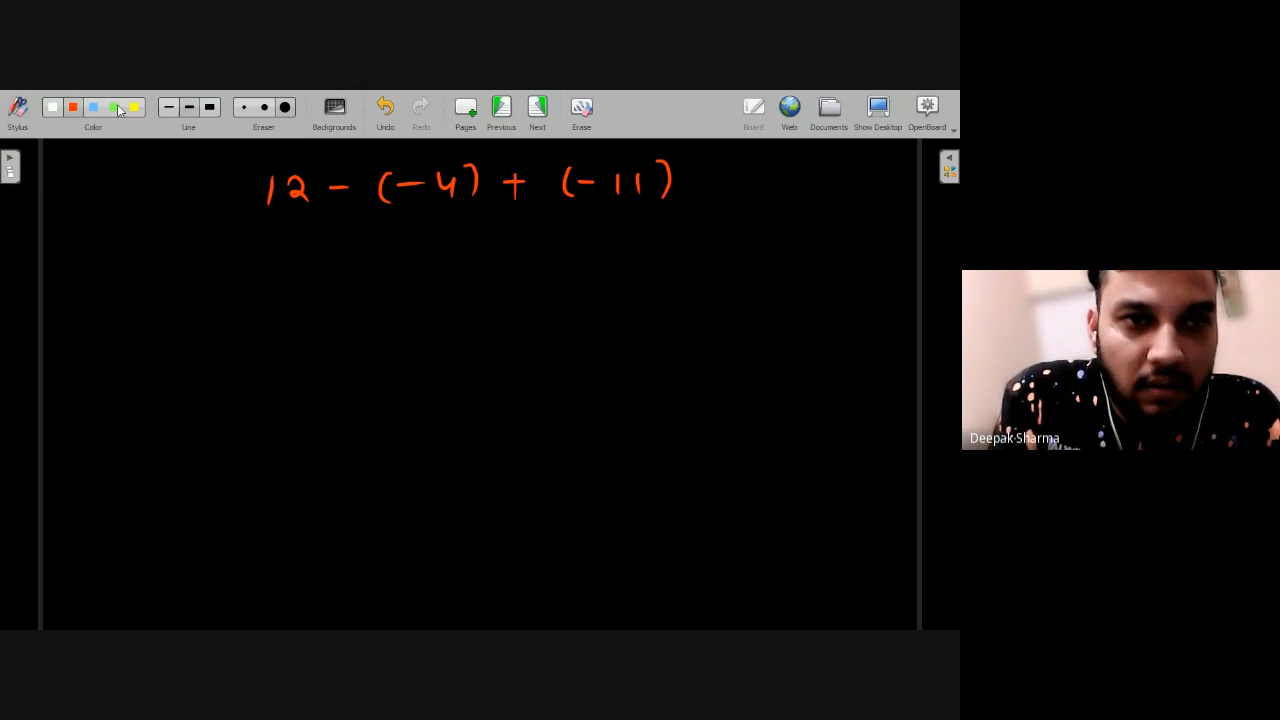 Stylus
Color
Line
Eraser
Backgrounds
Undo
Redo
Pages
Previous
Next
Erase
Board
Web
Documents
Show Desktop
OpenBoard
12 - (-4) + (-11)
Deepak Sharma